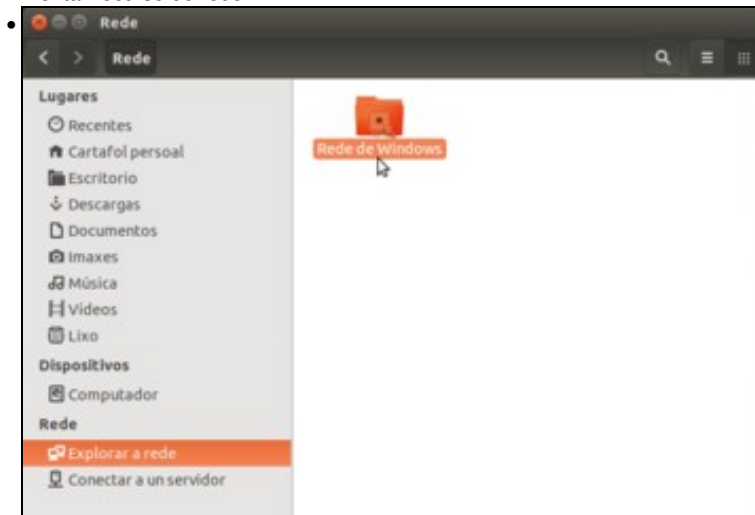 Rede
Rede
Lugares
Recentes
Cartafol persoal
Escritorio
Descargas
Documentos
Imaxes
Música
Vídeos
Lixo
Dispositivos
Computador
Rede
Explorar a rede
Conectar a un servidor
Rede de Windows